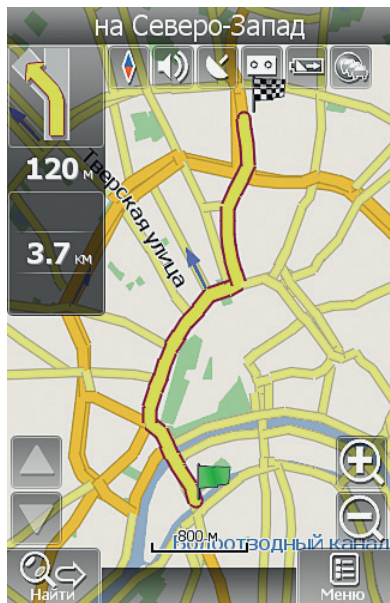 на Северо-Запад
120 м
3.7 км
Тверская улица
800 м
Водоотводный канал
Найти
Меню